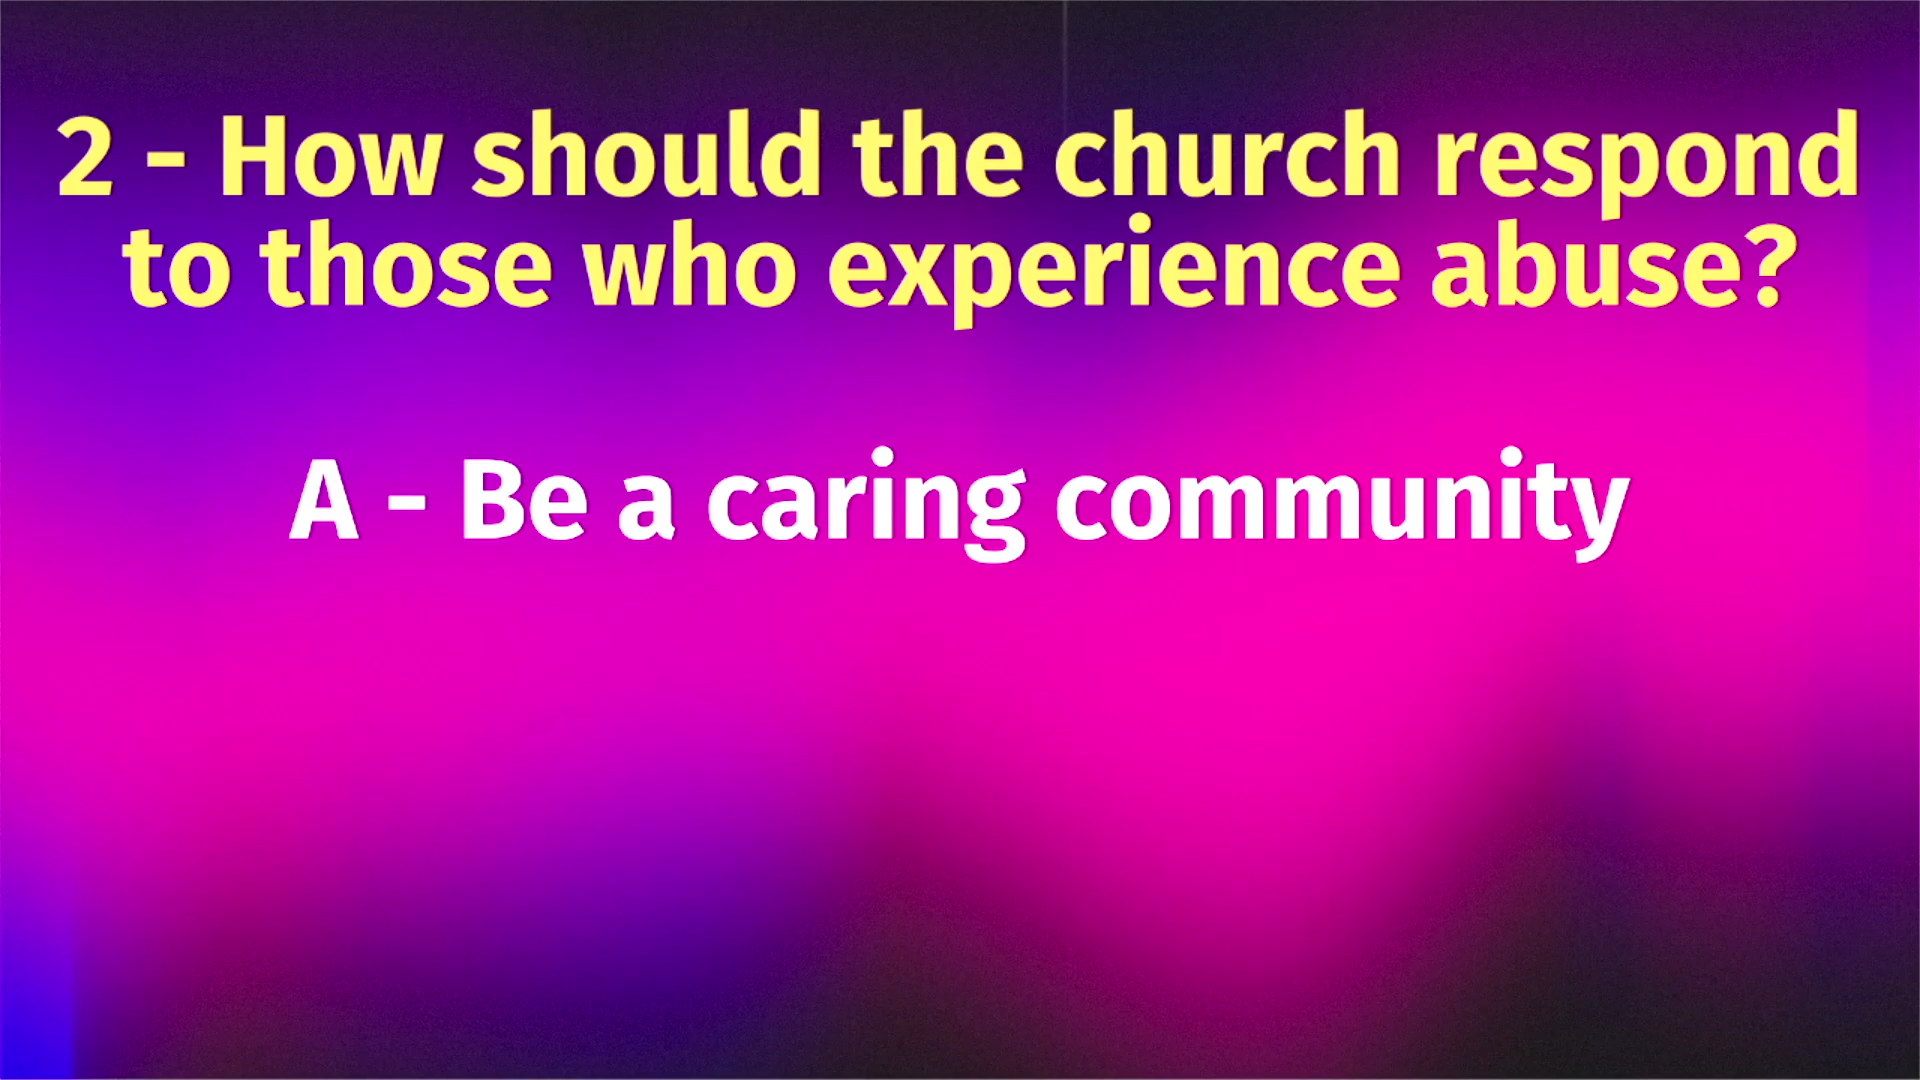 2 - How should the church respond
to those who experience abuse?
A - Be a caring community